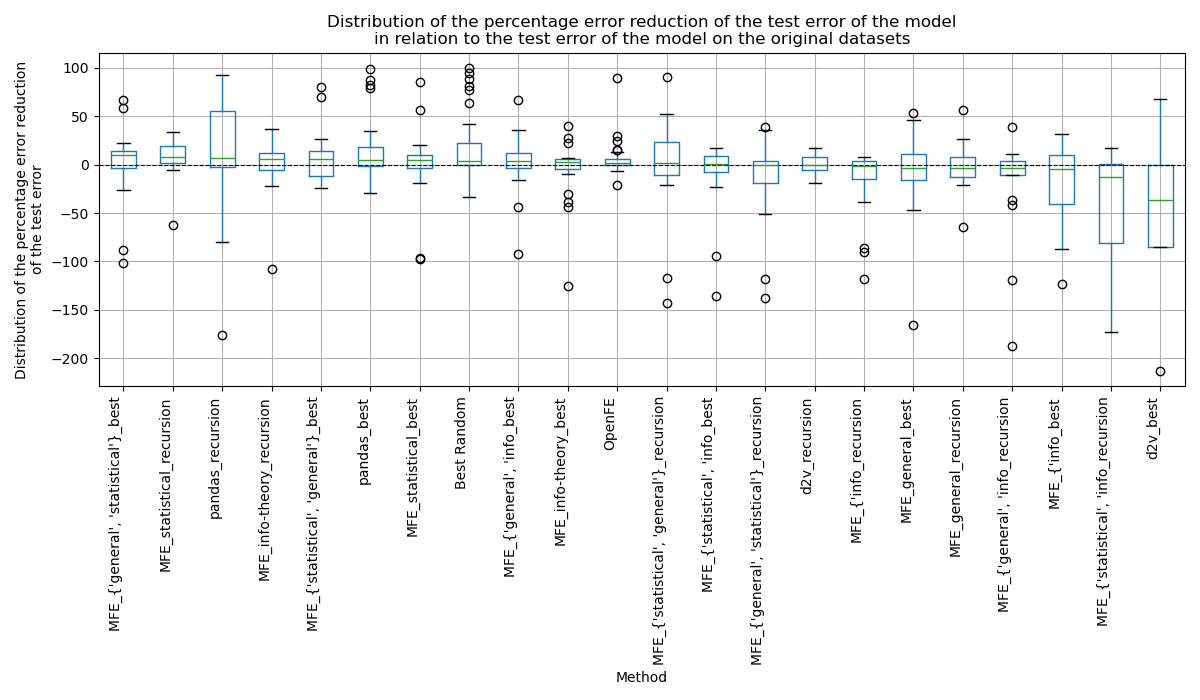 Distribution of the percentage error reduction of the test error of the model
in relation to the test error of the model on the original datasets
Distribution of the percentage error reduction
of the test error
100
50
0
−50
−100
−150
−200
MFE_{'general', 'statistical'}_best
MFE_statistical_recursion
pandas_recursion
MFE_info-theory_recursion
MFE_{'statistical', 'general'}_best
pandas_best
MFE_statistical_best
Best Random
MFE_{'general', 'info_best
MFE_info-theory_best
OpenFE
MFE_{'statistical', 'general'}_recursion
MFE_{'statistical', 'info_best
MFE_{'general', 'statistical'}_recursion
d2v_recursion
MFE_{'info_recursion
MFE_general_best
MFE_general_recursion
MFE_{'general', 'info_recursion
MFE_{'info_best
MFE_{'statistical', 'info_recursion
d2v_best
Method